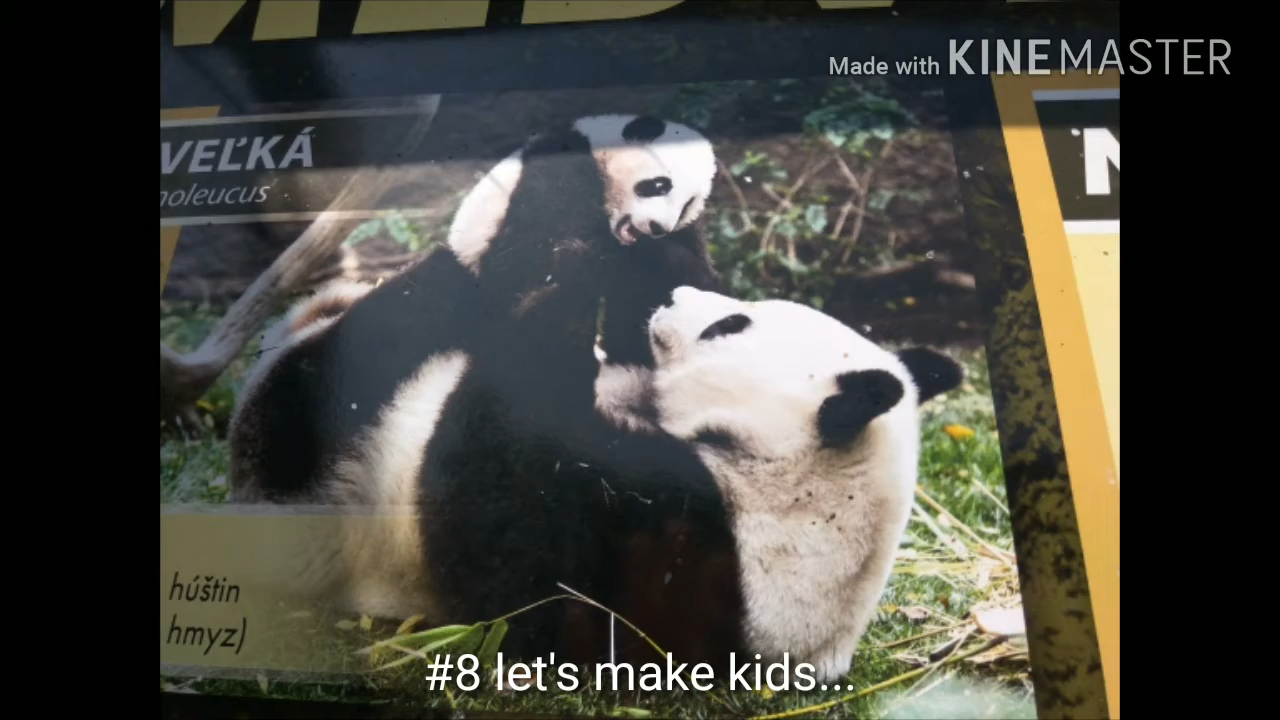 Made with KINEMASTER
VEĽKÁ
noleucus
N
húštin
hmyz)
#8 let's make kids...